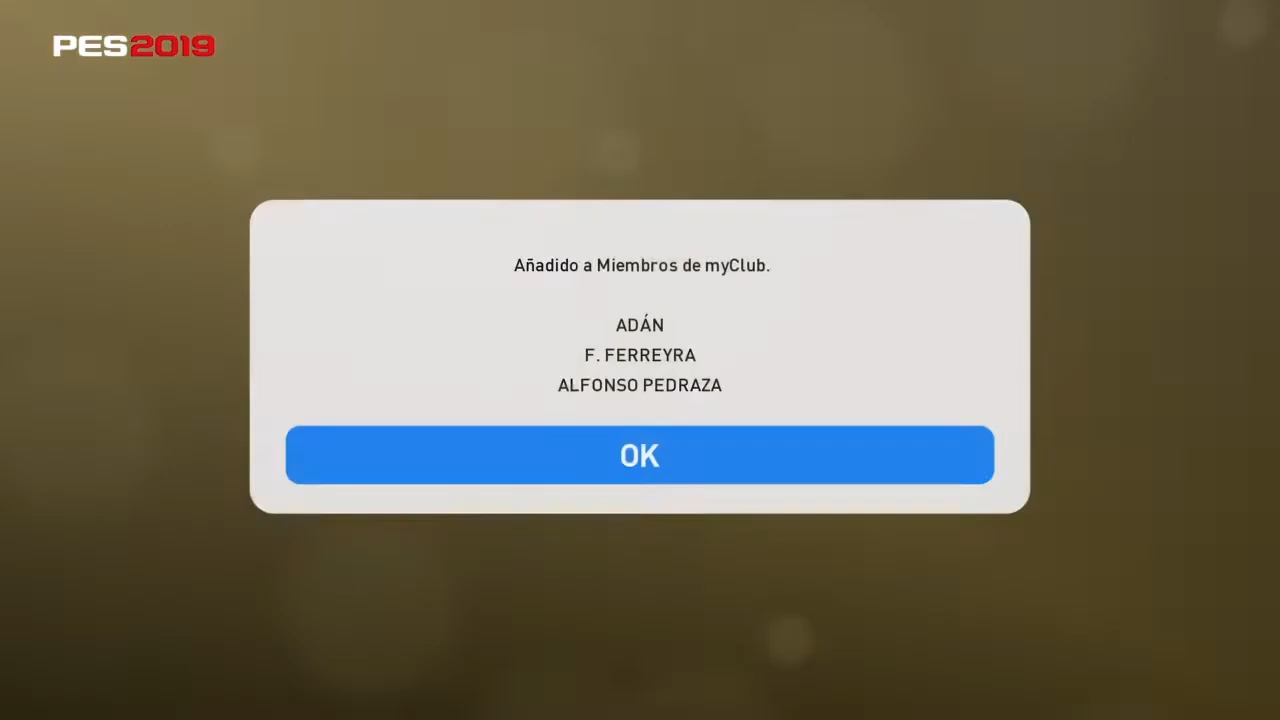 PES2019
Añadido a Miembros de myClub.
ADÁN
F. FERREYRA
ALFONSO PEDRAZA
OK